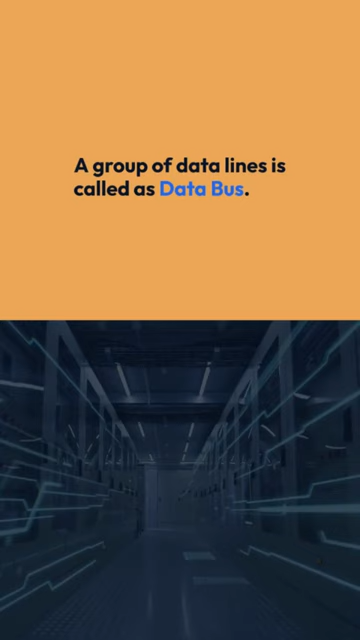 A group of data lines is
called as Data Bus.